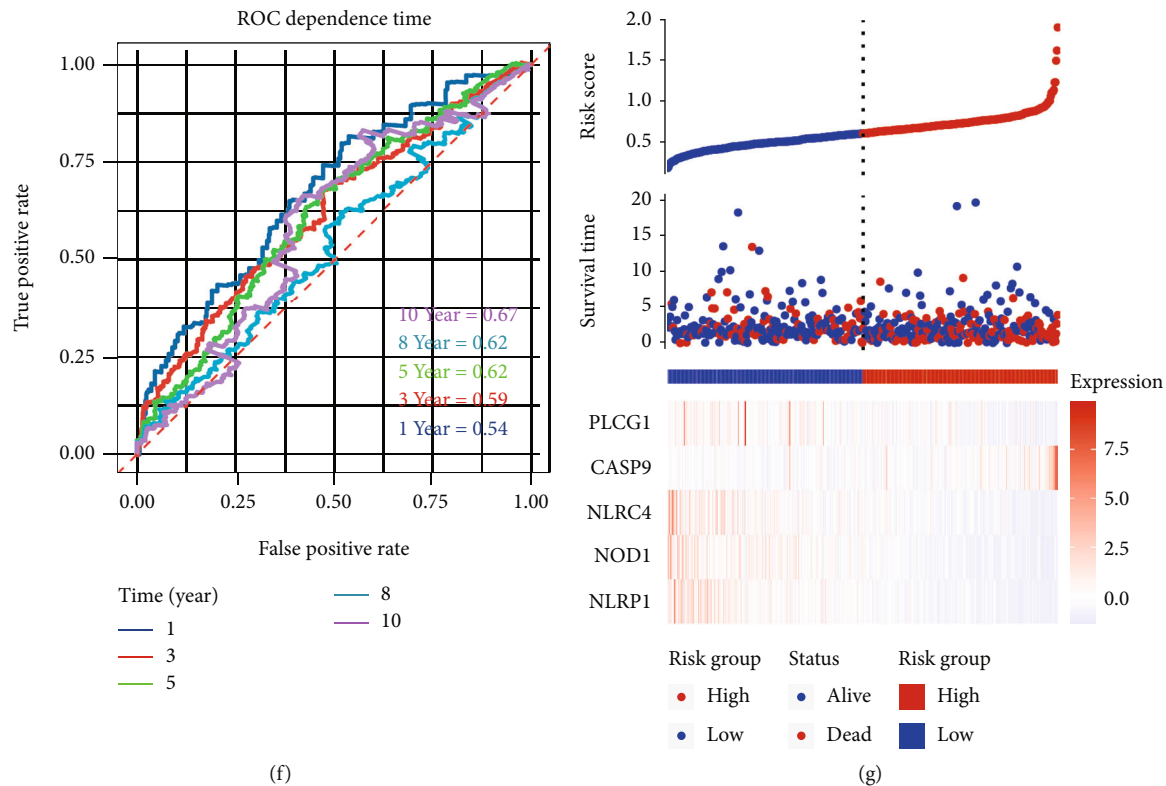 ROC dependence time
True positive rate
1.00
0.75
0.50
0.25
0.00
10 Year = 0.67
8 Year = 0.62
5 Year = 0.62
3 Year = 0.59
1 Year = 0.54
0.00 0.25 0.50 0.75 1.00
False positive rate
Time (year)
1
3
5
8
10
(f)
Risk score
2.0
1.5
1.0
0.5
Survival time
20
15
10
5
0
PLCG1
CASP9
NLRC4
NOD1
NLRP1
Expression
7.5
5.0
2.5
0.0
Risk group
High
Low
Status
Alive
Dead
Risk group
High
Low
(g)